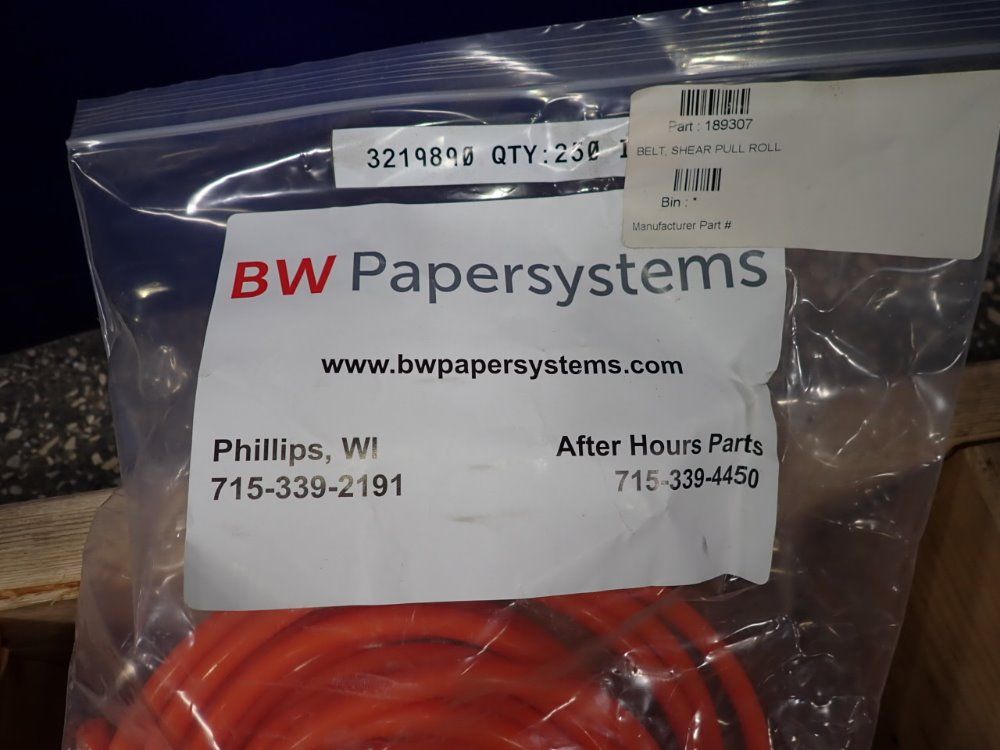 3219890 QTY:250
Part : 189307
BELT, SHEAR PULL ROLL
Bin : *
Manufacturer Part #
BW Papersystems
www.bwpapersystems.com
Phillips, WI
715-339-2191
After Hours Parts
715-339-4450